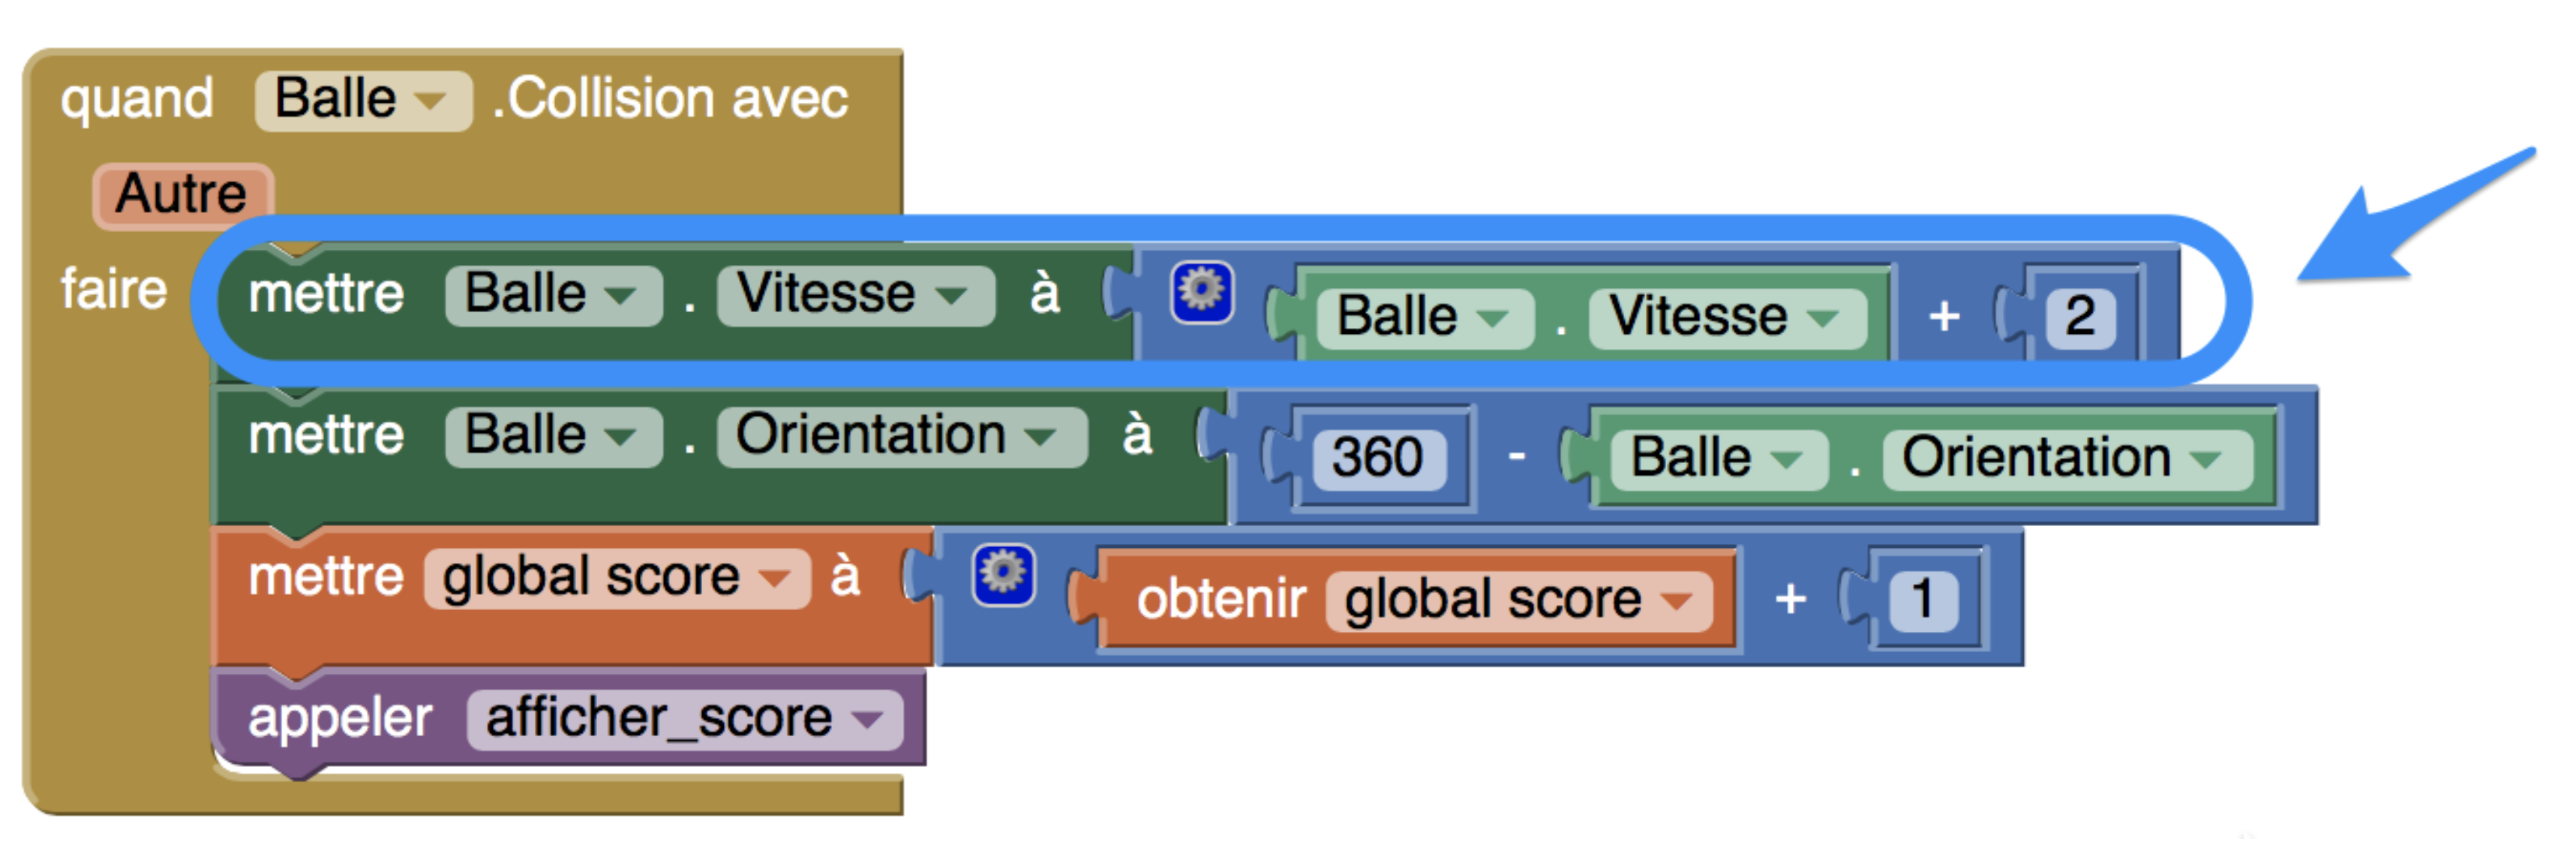 quand Balle .Collision avec
Autre
faire mettre Balle . Vitesse à Balle . Vitesse + 2
mettre Balle . Orientation à 360 - Balle . Orientation
mettre global score à obtenir global score + 1
appeler afficher_score